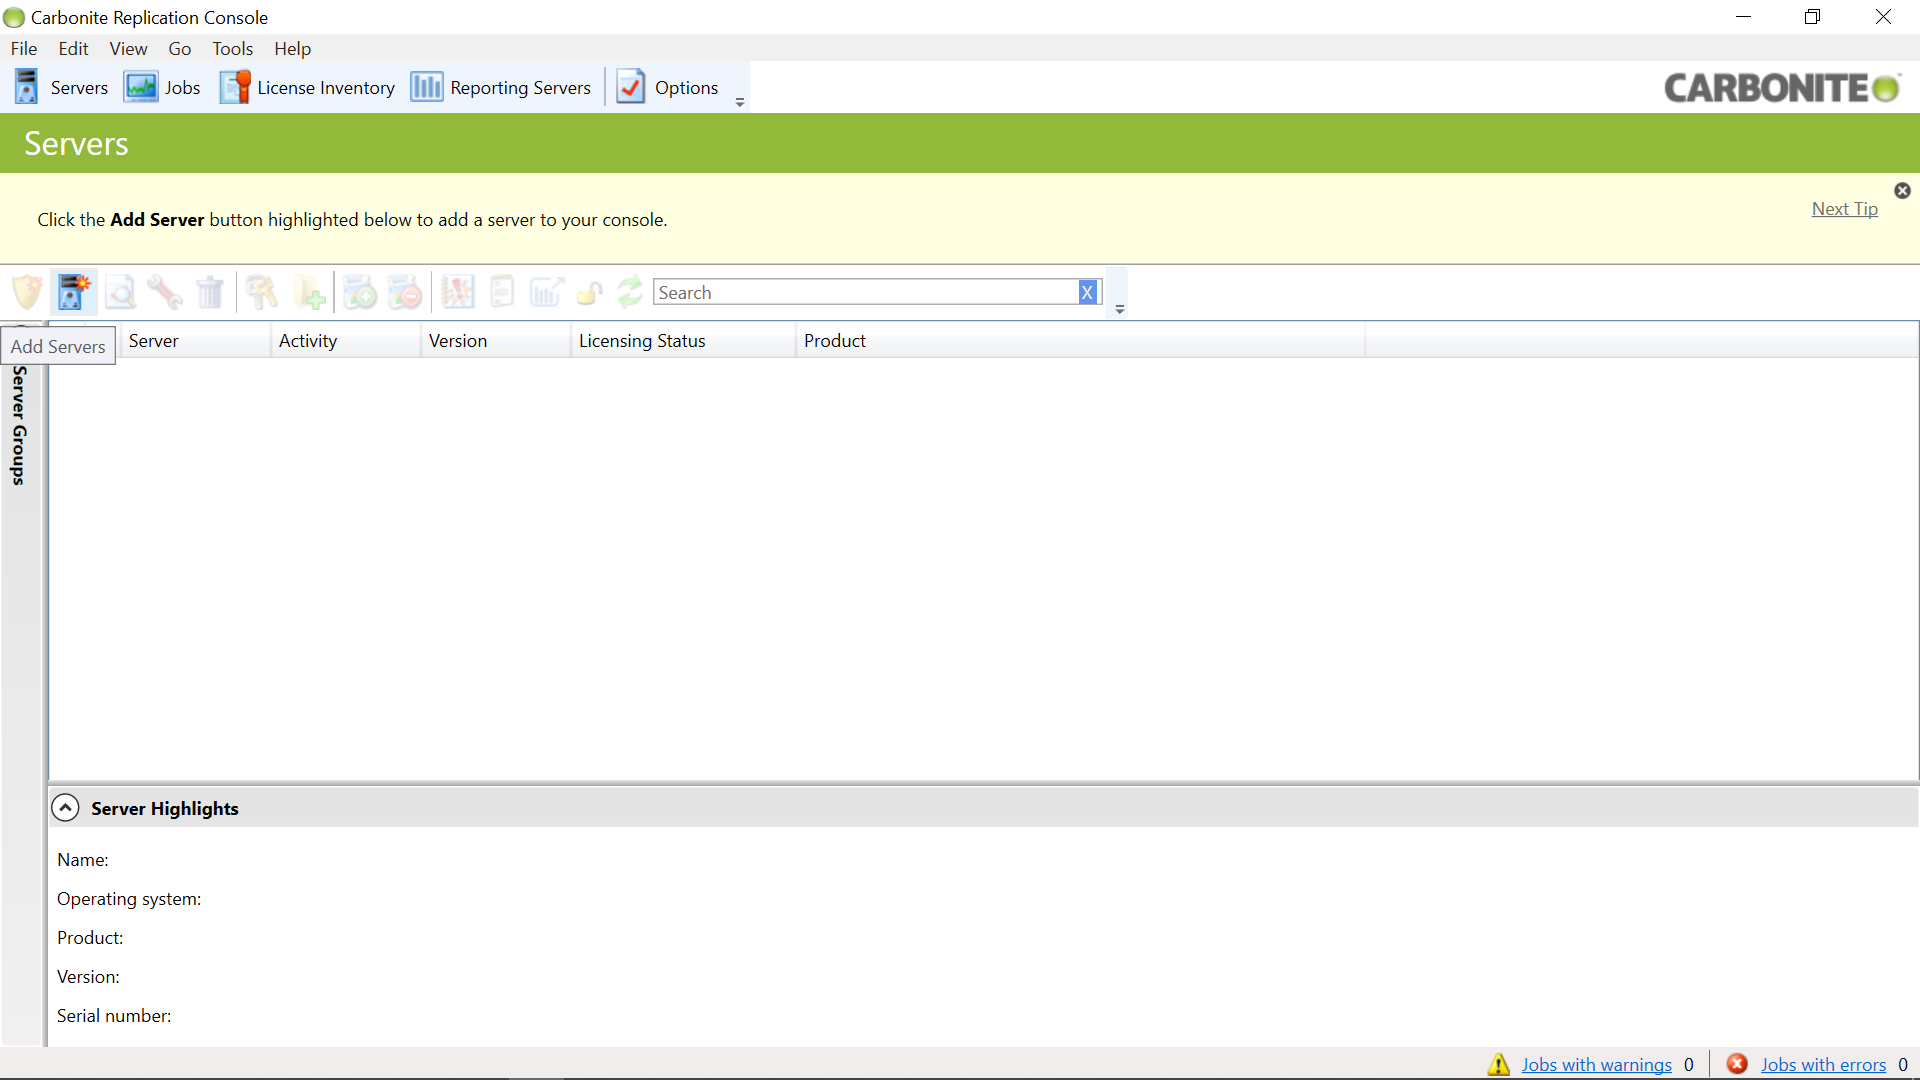 Carbonite Replication Console
File Edit View Go Tools Help
Servers Jobs License Inventory Reporting Servers Options
CARBONITE
Servers
Click the Add Server button highlighted below to add a server to your console.
Next Tip
Search X
Add Servers
Server Activity Version Licensing Status Product
Server Groups
Server Highlights
Name:
Operating system:
Product:
Version:
Serial number:
Jobs with warnings 0 Jobs with errors 0